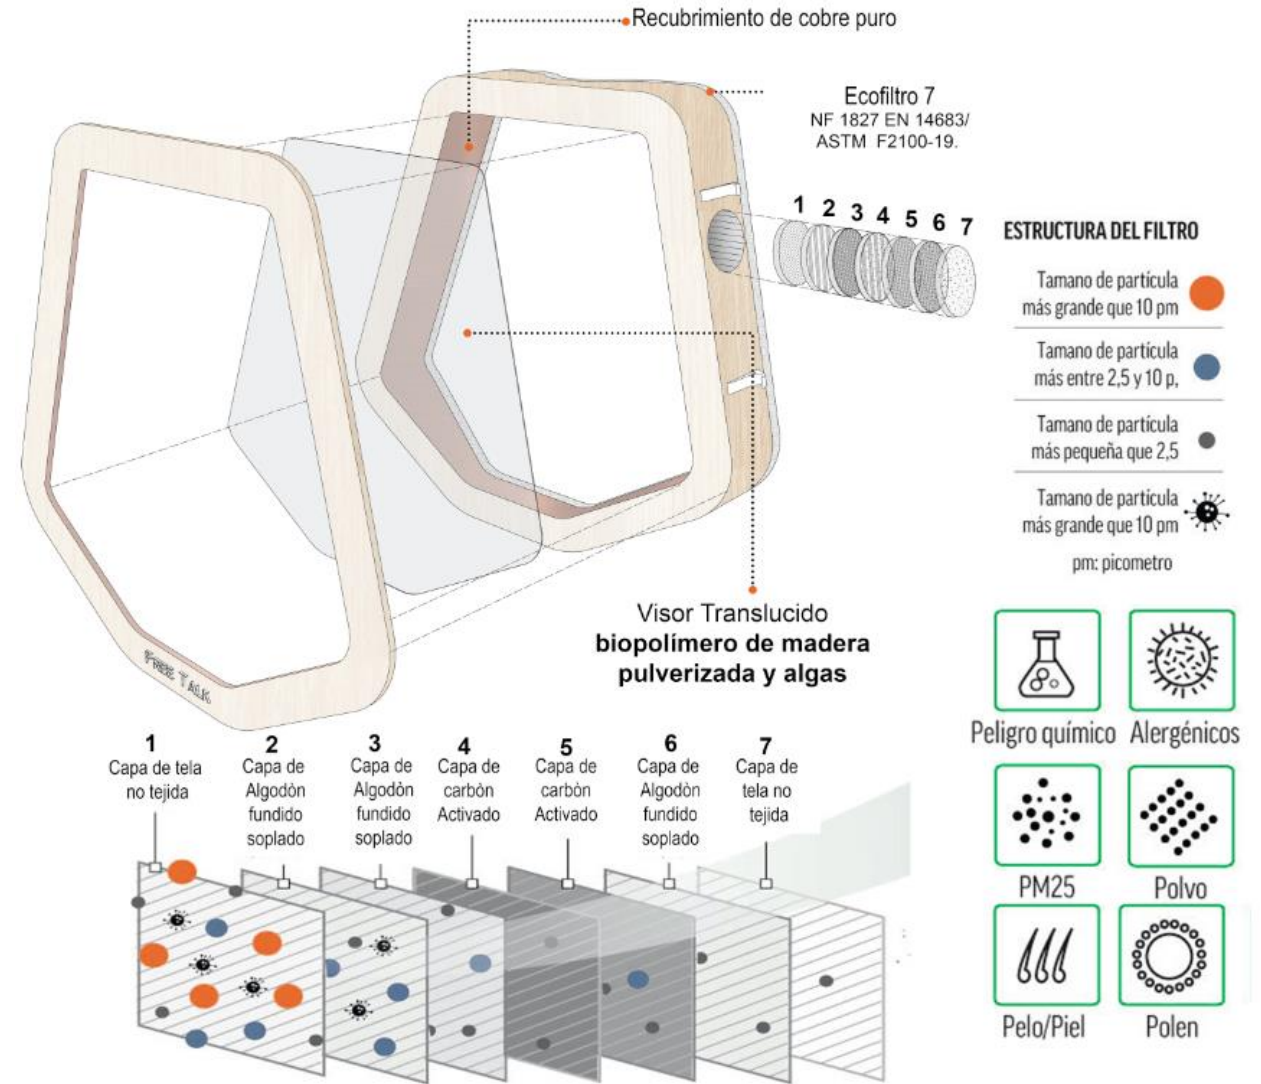 Recubrimiento de cobre puro
Ecofiltro 7
NF 1827 EN 14683/
ASTM F2100-19.
1 2 3 4 5 6 7
ESTRUCTURA DEL FILTRO
Tamano de partícula
más grande que 10 pm
Tamano de partícula
más entre 2,5 y 10 p,
Tamano de partícula
más pequeña que 2,5
Tamano de partícula
más grande que 10 pm
pm: picometro
Visor Translucido
biopolímero de madera
pulverizada y algas
FREE TALK
1
Capa de tela
no tejida
2
Capa de
Algodòn
fundido
soplado
3
Capa de
Algodòn
fundido
soplado
4
Capa de
carbòn
Activado
5
Capa de
carbòn
Activado
6
Capa de
Algodòn
fundido
soplado
7
Capa de
tela no
tejida
Peligro químico
Alergénicos
PM25
Polvo
Pelo/Piel
Polen